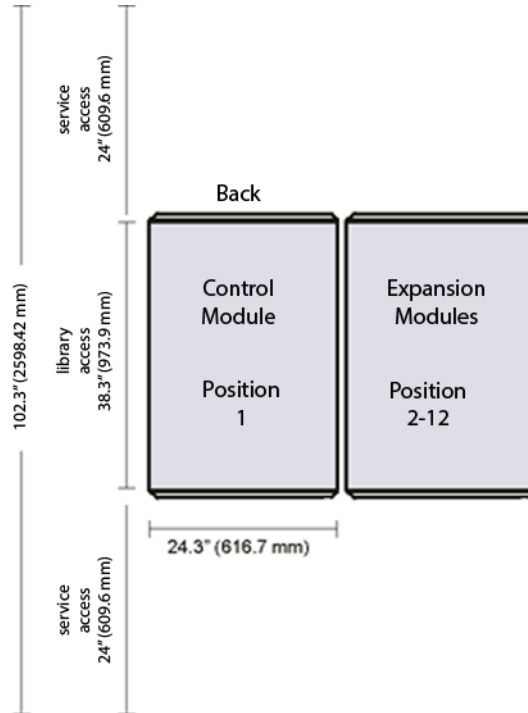 service
access
24" (609.6 mm)
Back
102.3" (2598.42 mm)
library
access
38.3" (973.9 mm)
Control
Module
Position
1
Expansion
Modules
Position
2-12
24.3" (616.7 mm)
service
access
24" (609.6 mm)